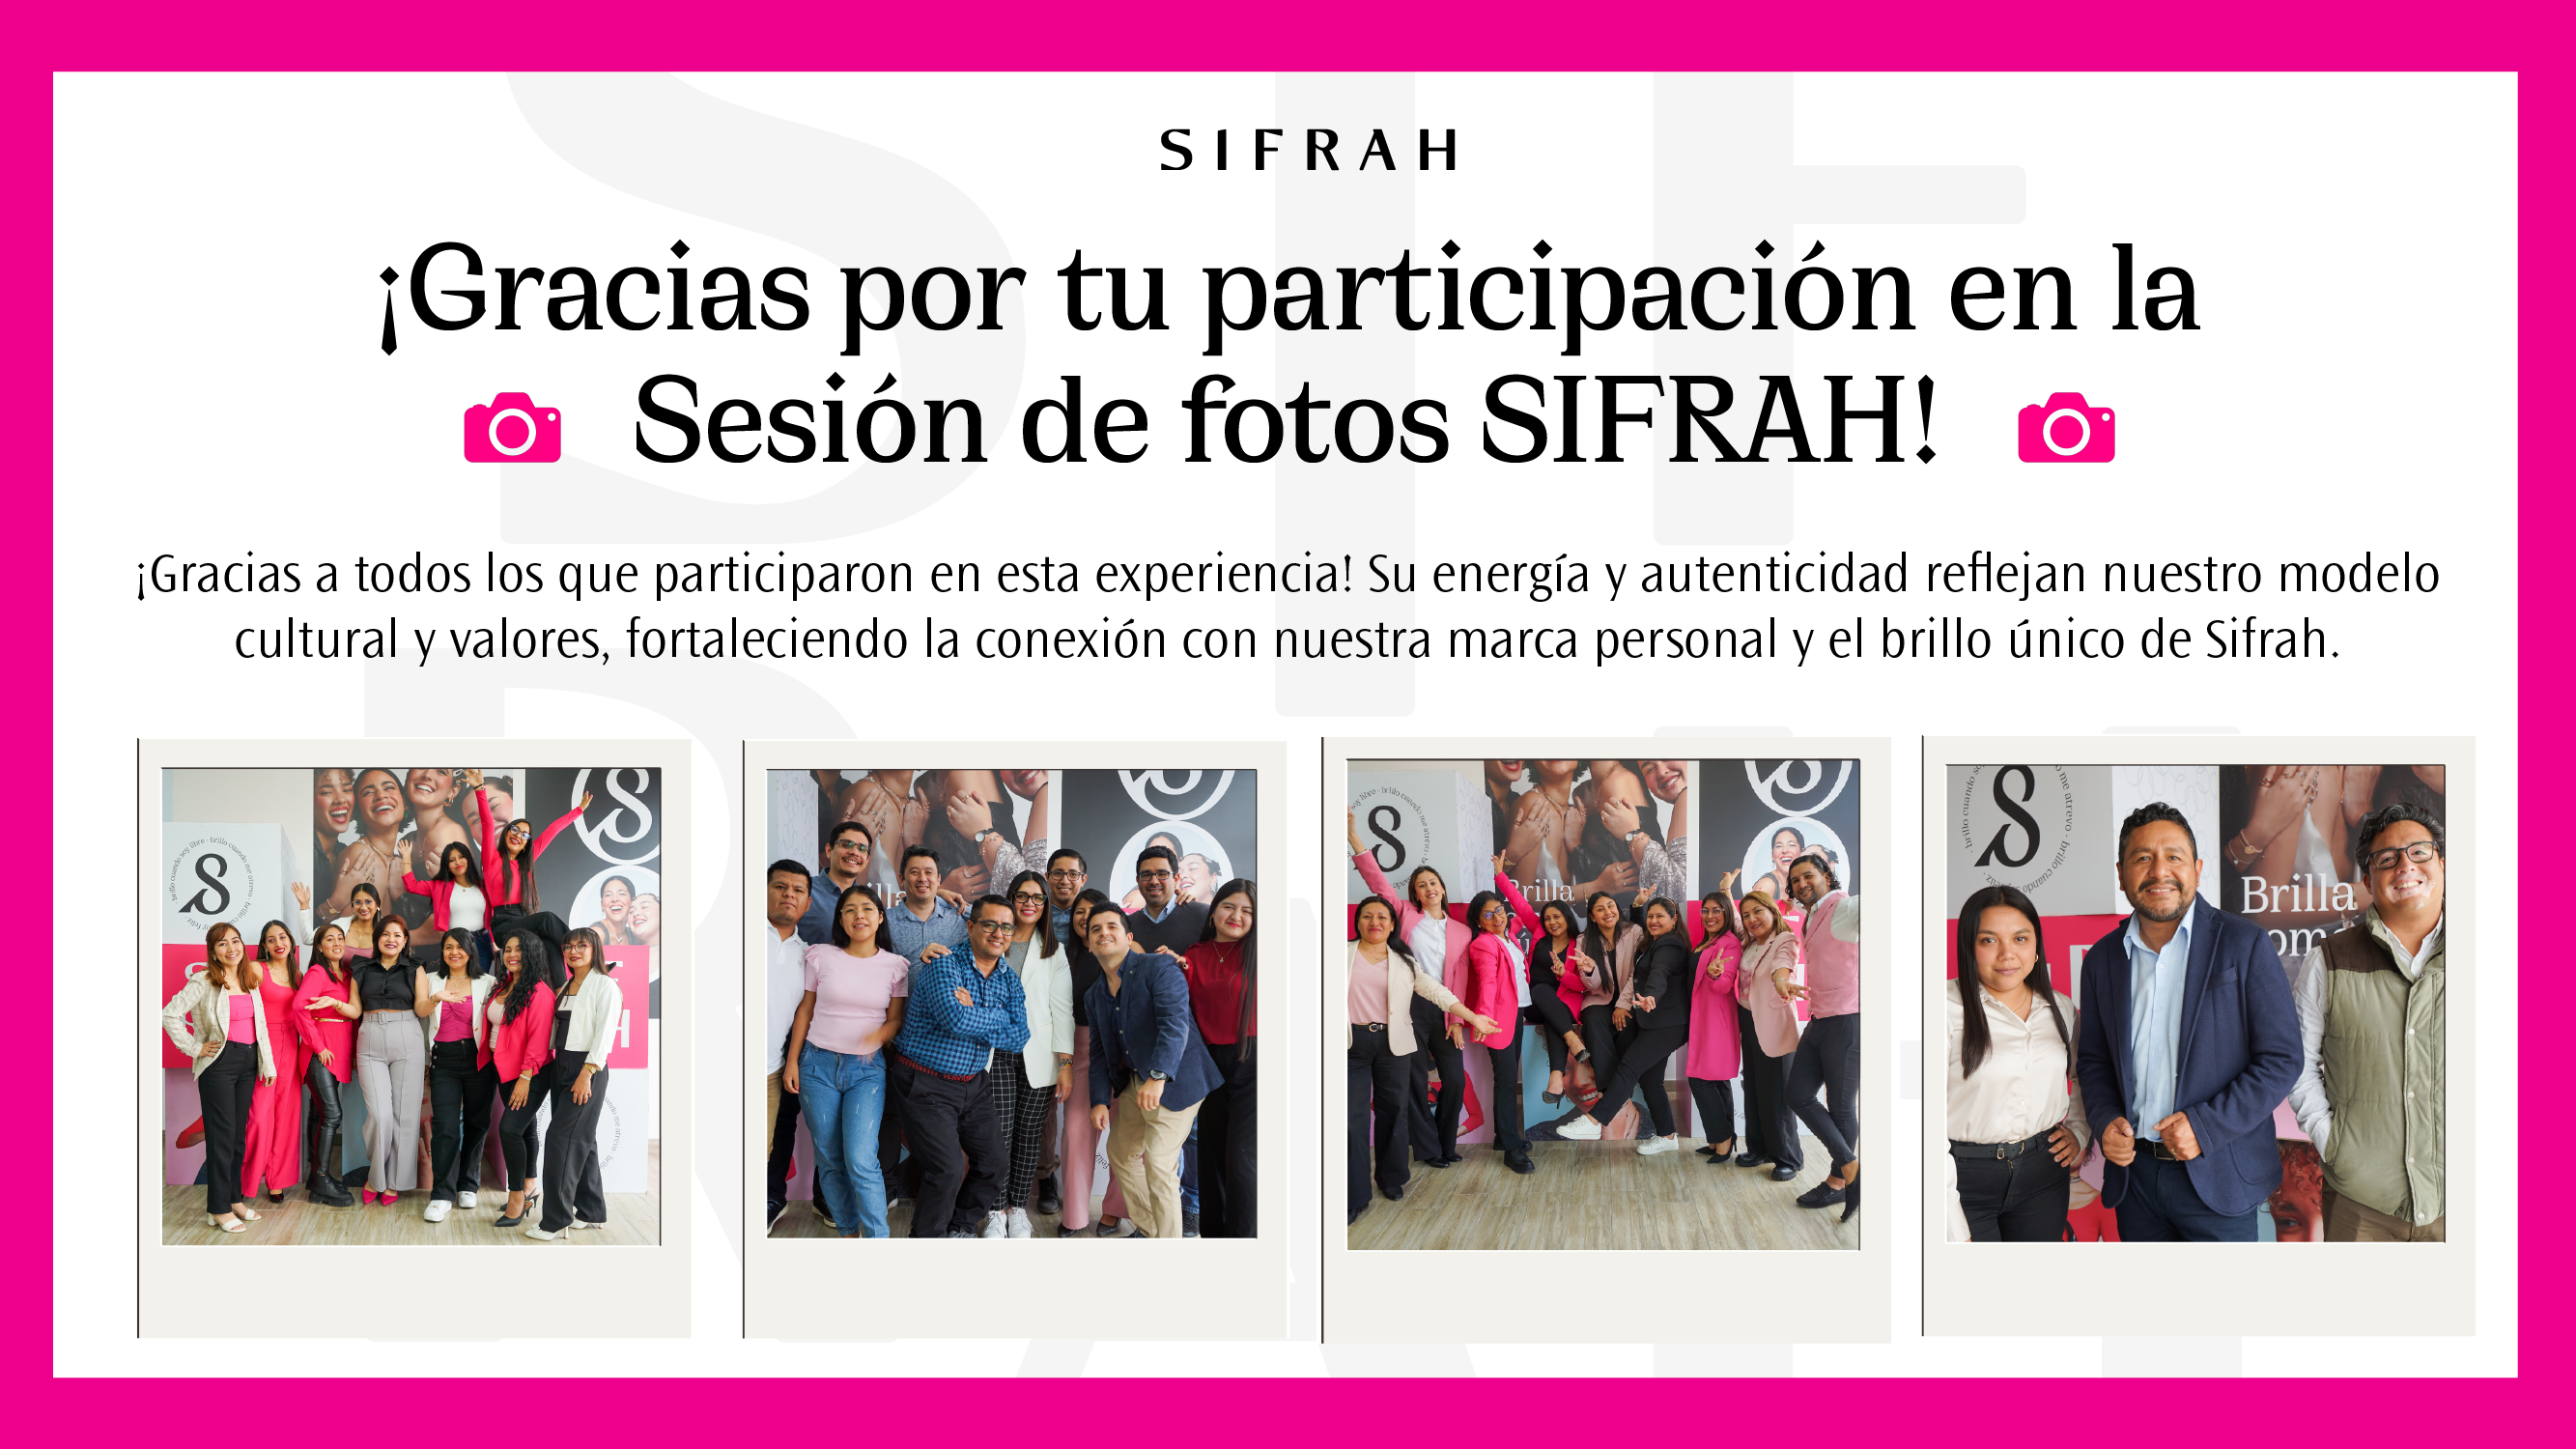 SIFRAH
¡Gracias por tu participación en la
Sesión de fotos SIFRAH!
¡Gracias a todos los que participaron en esta experiencia! Su energía y autenticidad reflejan nuestro modelo
cultural y valores, fortaleciendo la conexión con nuestra marca personal y el brillo único de Sifrah.
Brilla
Brilla